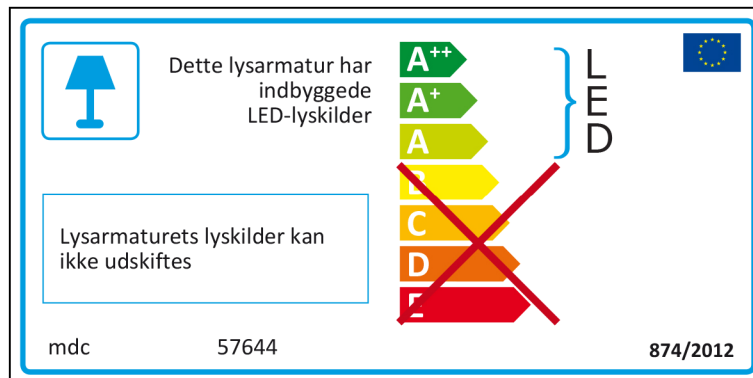 Dette lysarmatur har
indbyggede
LED-lyskilder
A++
A+
A
B
C
D
E
L
E
D
Lysarmaturets lyskilder kan
ikke udskiftes
mdc 57644
874/2012